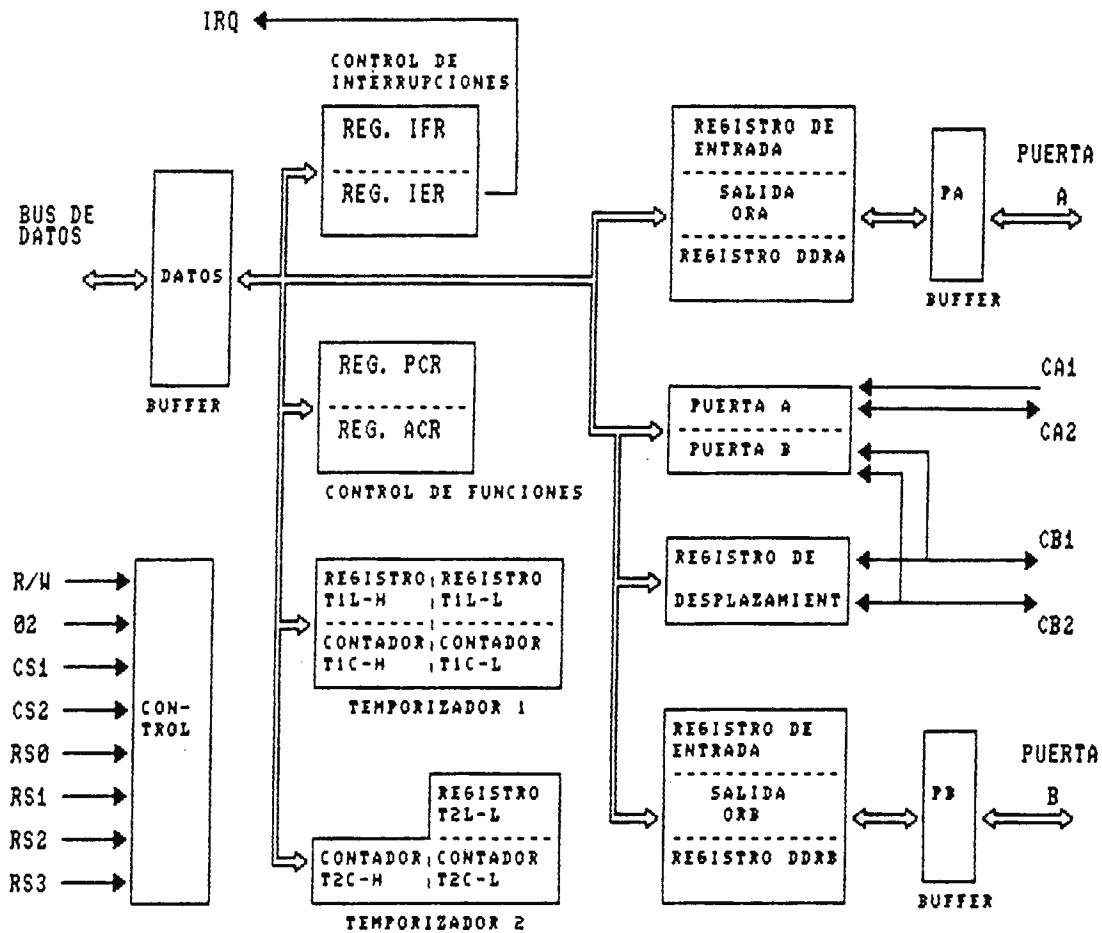 IRQ
CONTROL DE
INTERRUPCIONES
REG. IFR
REG. IER
BUS DE
DATOS
DATOS
BUFFER
REG. PCR
REG. ACR
CONTROL DE FUNCIONES
R/W
Ø2
CS1
CS2
RSØ
RS1
RS2
RS3
CON-
TROL
REGISTRO REGISTRO
T1L-H T1L-L
CONTADOR CONTADOR
T1C-H T1C-L
TEMPORIZADOR 1
REGISTRO
T2L-L
CONTADOR CONTADOR
T2C-H T2C-L
TEMPORIZADOR 2
REGISTRO DE
ENTRADA
SALIDA
ORA
REGISTRO DDRA
PA
BUFFER
PUERTA
A
PUERTA A
PUERTA B
CA1
CA2
REGISTRO DE
DESPLAZAMIENT
CB1
CB2
REGISTRO DE
ENTRADA
SALIDA
ORB
REGISTRO DDRB
PB
BUFFER
PUERTA
B